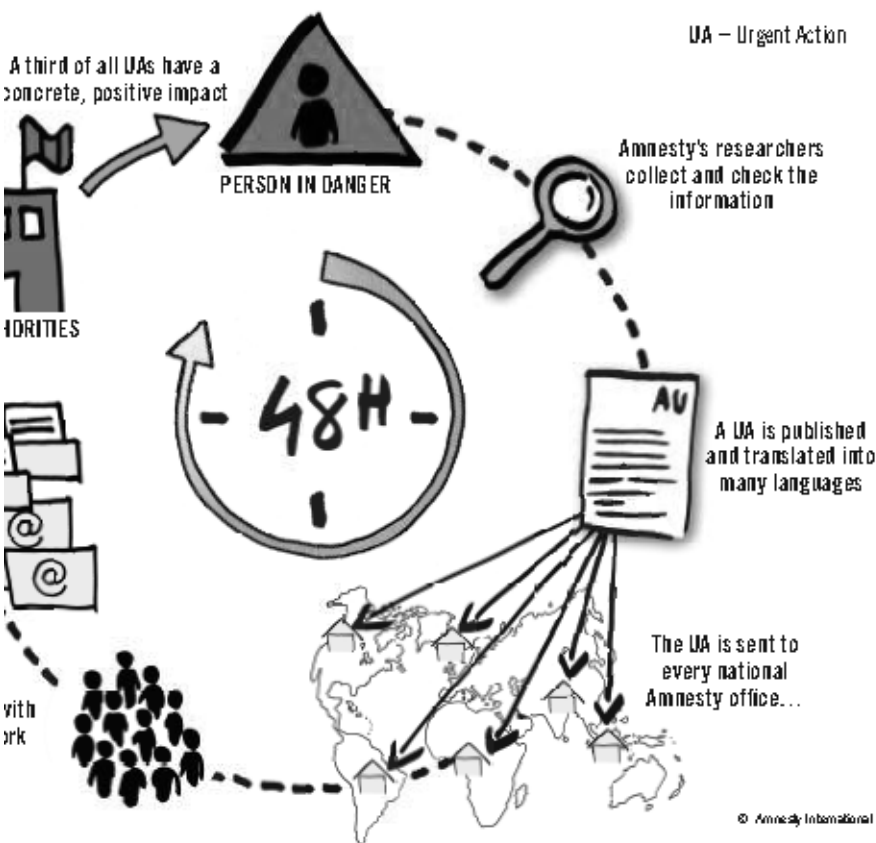 UA – Urgent Action
A third of all UAs have a
concrete, positive impact
PERSON IN DANGER
Amnesty's researchers
collect and check the
information
HORITIES
48H
AU
A UA is published
and translated into
many languages
@
@
The UA is sent to
every national
Amnesty office...
with
ork
© Amnesty International